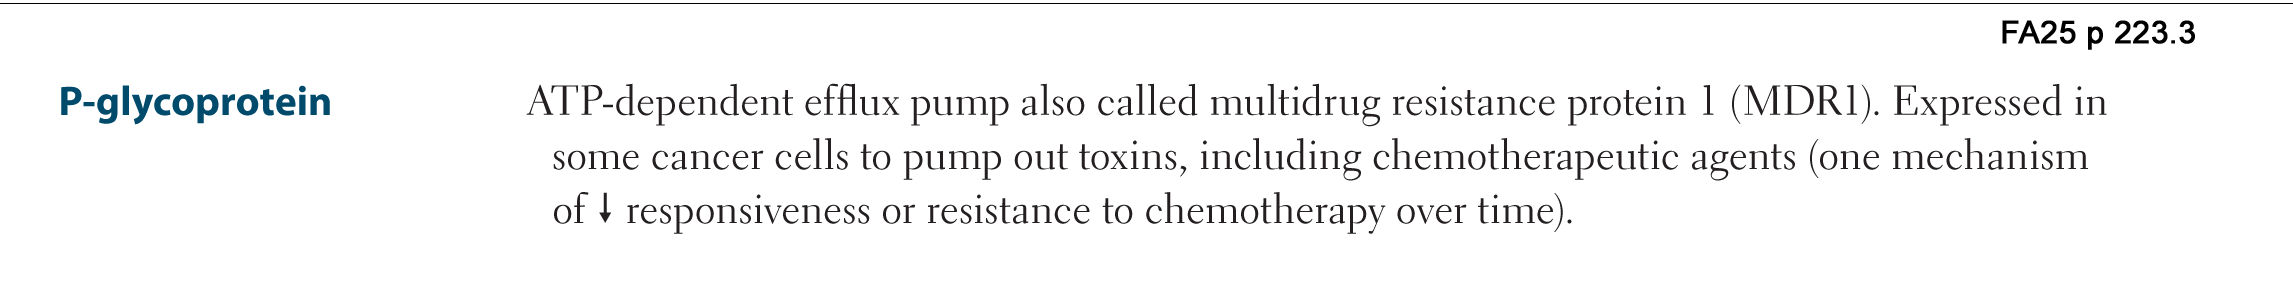 FA25 p 223.3
P-glycoprotein ATP-dependent efflux pump also called multidrug resistance protein 1 (MDR1). Expressed in
some cancer cells to pump out toxins, including chemotherapeutic agents (one mechanism
of ↓ responsiveness or resistance to chemotherapy over time).